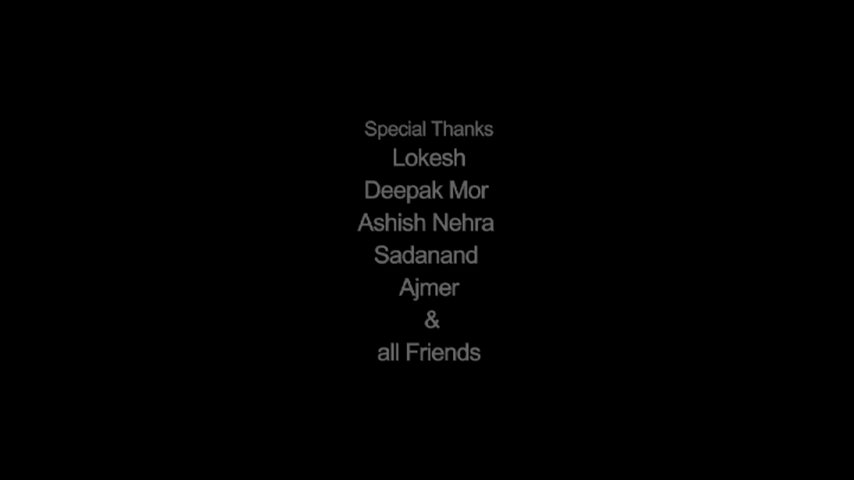 Special Thanks
Lokesh
Deepak Mor
Ashish Nehra
Sadanand
Ajmer
&
all Friends